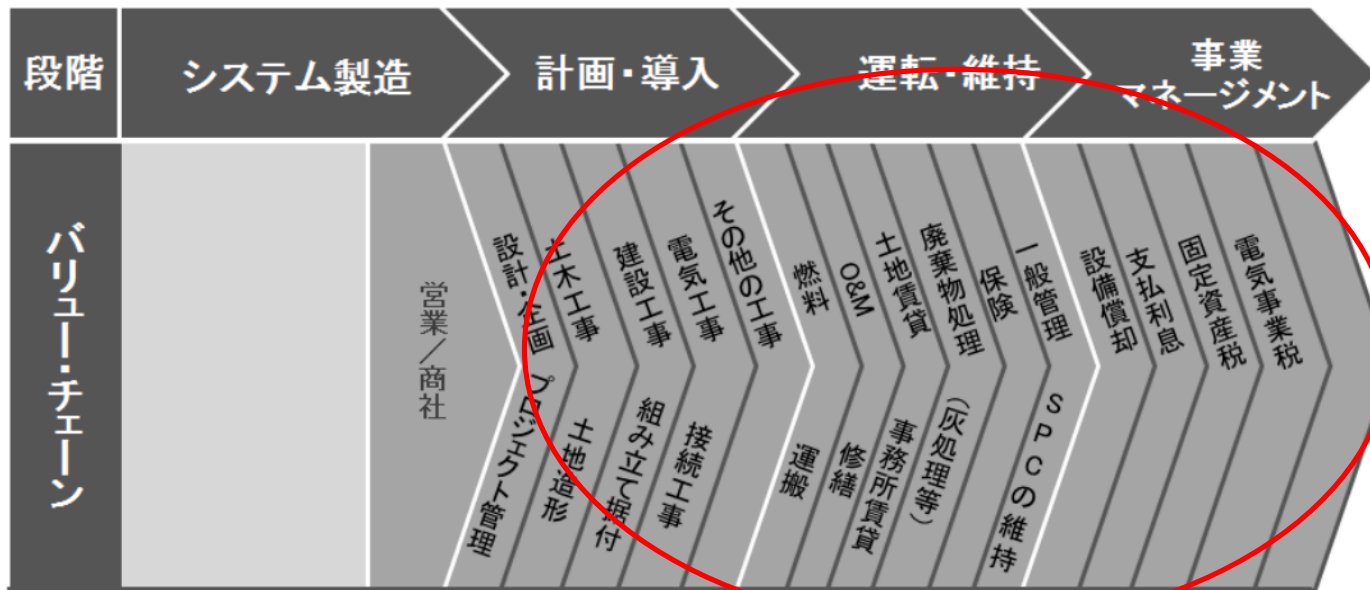 段階
システム製造
計画・導入
運転・維持
事業
マネージメント
バリュー・チェーン
営業/商社
設計・企画
プロジェクト管理
土木工事
土地造形
建設工事
組み立て据付
電気工事
接続工事
その他の工事
燃料
運搬
O&M
修繕
土地賃貸
事務所賃貸
廃棄物処理
(灰処理等)
保険
一般管理
SPCの維持
設備償却
支払利息
固定資産税
電気事業税